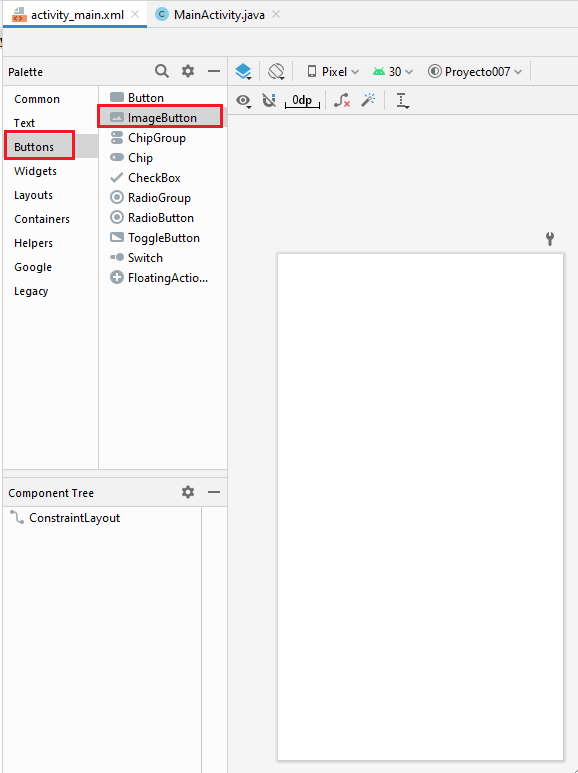 activity_main.xml MainActivity.java
Palette Pixel 30 Proyecto007
0dp
Common
Text
Buttons
Widgets
Layouts
Containers
Helpers
Google
Legacy
Button
ImageButton
ChipGroup
Chip
CheckBox
RadioGroup
RadioButton
ToggleButton
Switch
FloatingActio...
Component Tree
ConstraintLayout